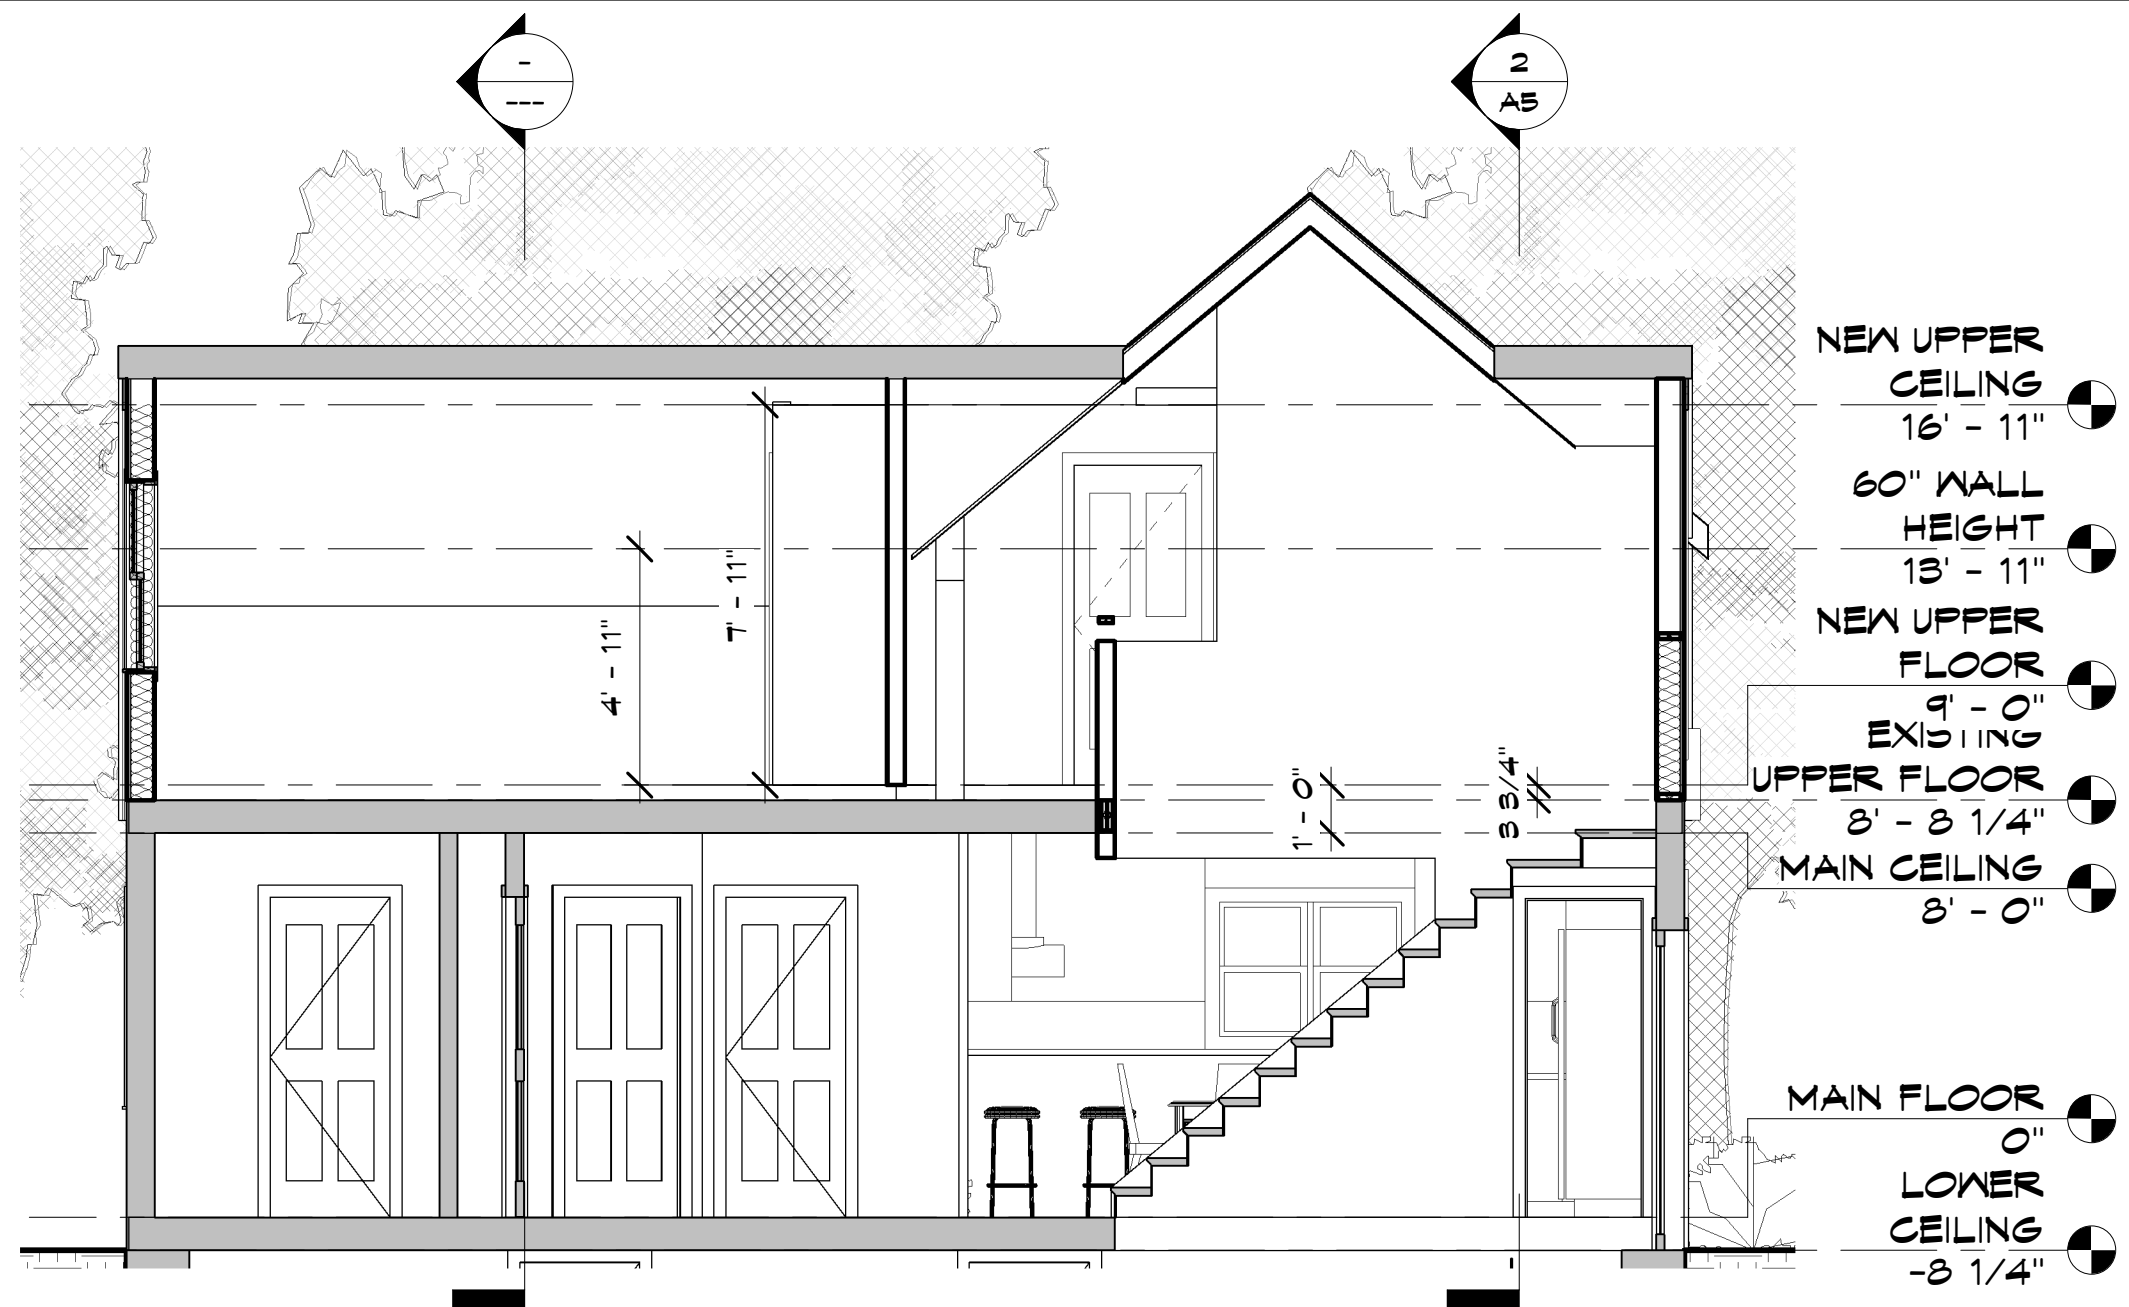 -
---
2
A5
NEW UPPER
CEILING
16' - 11"
60" WALL
HEIGHT
13' - 11"
NEW UPPER
FLOOR
9' - 0"
EXISTING
UPPER FLOOR
8' - 8 1/4"
MAIN CEILING
8' - 0"
MAIN FLOOR
0"
LOWER
CEILING
-8 1/4"
4' - 11"
7' - 11"
1' - 0"
3 3/4"